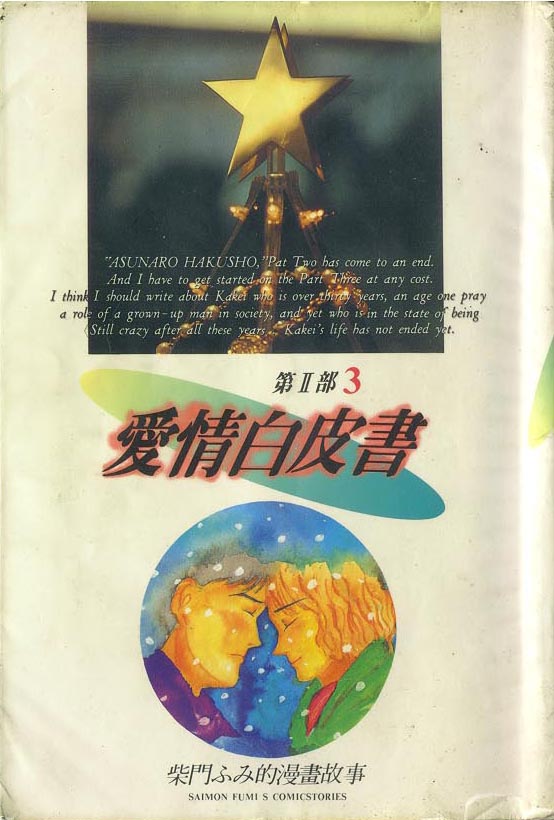 "ASUNARO HAKUSHO,"Pat Two has come to an end.
And I have to get started on the Part Three at any cost.
I think I should write about Kakei who is over thirty years, an age one pray
a role of a grown-up man in society, and yet who is in the state of being
(Still crazy after all these years. Kakei's life has not ended yet.
第Ⅱ部 3
愛情白皮書
柴門ふみ的漫畫故事
SAIMON FUMI S COMICSTORIES